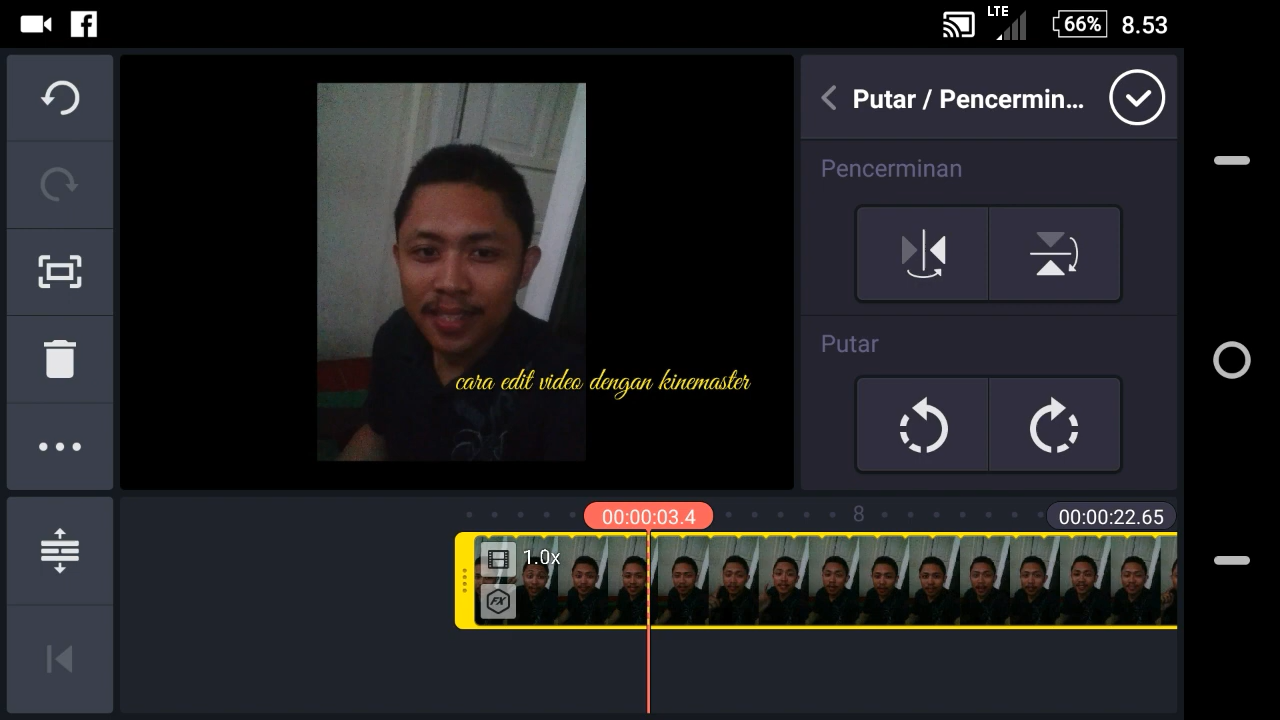 LTE
66%
8.53
Putar / Pencermin...
Pencerminan
Putar
cara edit video dengan kinemaster
00:00:03.4
8
00:00:22.65
1.0x
FX